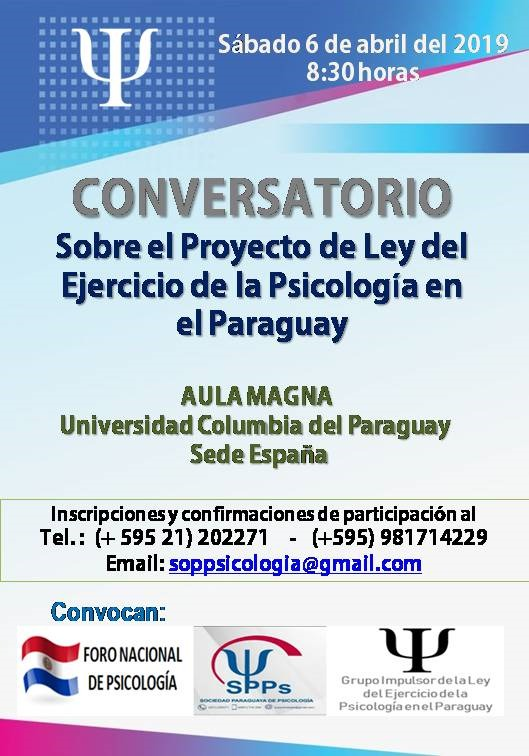 Ψ
Sábado 6 de abril del 2019
8:30 horas
CONVERSATORIO
Sobre el Proyecto de Ley del
Ejercicio de la Psicología en
el Paraguay
AULA MAGNA
Universidad Columbia del Paraguay
Sede España
Inscripciones y confirmaciones de participación al
Tel. : (+ 595 21) 202271 - (+595) 981714229
Email: soppsicologia@gmail.com
Convocan:
FORO NACIONAL
DE PSICOLOGÍA
SPPs
SOCIEDAD PARAGUAYA DE PSICOLOGÍA
Ψ
Grupo Impulsor de la Ley
del Ejercicio de la
Psicología en el Paraguay